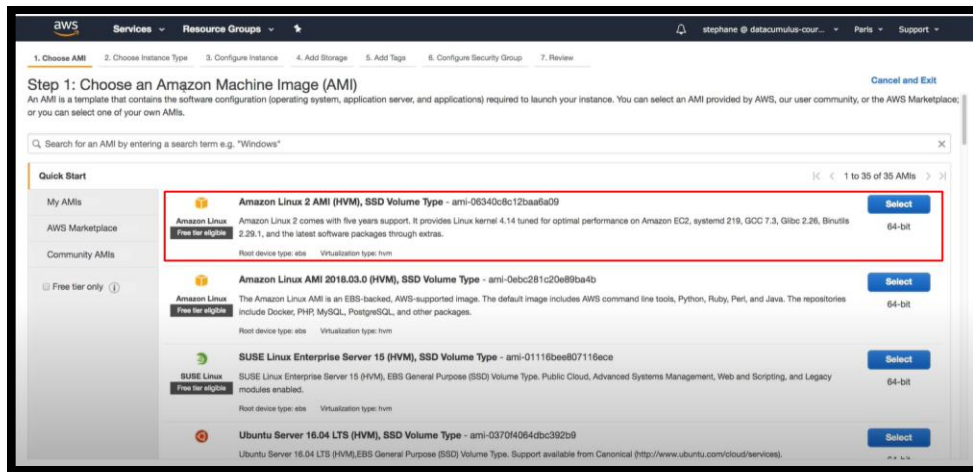 aws Services Resource Groups stephane @ datacumulus-cour... Paris Support
1. Choose AMI 2. Choose Instance Type 3. Configure Instance 4. Add Storage 5. Add Tags 6. Configure Security Group 7. Review
Step 1: Choose an Amazon Machine Image (AMI) Cancel and Exit
An AMI is a template that contains the software configuration (operating system, application server, and applications) required to launch your instance. You can select an AMI provided by AWS, our user community, or the AWS Marketplace;
or you can select one of your own AMIs.
Search for an AMI by entering a search term e.g. "Windows"
Quick Start 1 to 35 of 35 AMIs
My AMIs
AWS Marketplace
Community AMIs
Free tier only
Amazon Linux 2 AMI (HVM), SSD Volume Type - ami-06340c8c12baa6a09 Select
Amazon Linux Amazon Linux 2 comes with five years support. It provides Linux kernel 4.14 tuned for optimal performance on Amazon EC2, systemd 219, GCC 7.3, Glibc 2.26, Binutils 64-bit
Free tier eligible 2.29.1, and the latest software packages through extras.
Root device type: ebs Virtualization type: hvm
Amazon Linux AMI 2018.03.0 (HVM), SSD Volume Type - ami-0ebc281c20e89ba4b Select
Amazon Linux The Amazon Linux AMI is an EBS-backed, AWS-supported image. The default image includes AWS command line tools, Python, Ruby, Perl, and Java. The repositories 64-bit
Free tier eligible include Docker, PHP, MySQL, PostgreSQL, and other packages.
Root device type: ebs Virtualization type: hvm
SUSE Linux Enterprise Server 15 (HVM), SSD Volume Type - ami-01116bee807116ece Select
SUSE Linux SUSE Linux Enterprise Server 15 (HVM), EBS General Purpose (SSD) Volume Type. Public Cloud, Advanced Systems Management, Web and Scripting, and Legacy 64-bit
Free tier eligible modules enabled.
Root device type: ebs Virtualization type: hvm
Ubuntu Server 16.04 LTS (HVM), SSD Volume Type - ami-0370f4064dbc392b9 Select
Ubuntu Server 16.04 LTS (HVM),EBS General Purpose (SSD) Volume Type. Support available from Canonical (http://www.ubuntu.com/cloud/services).